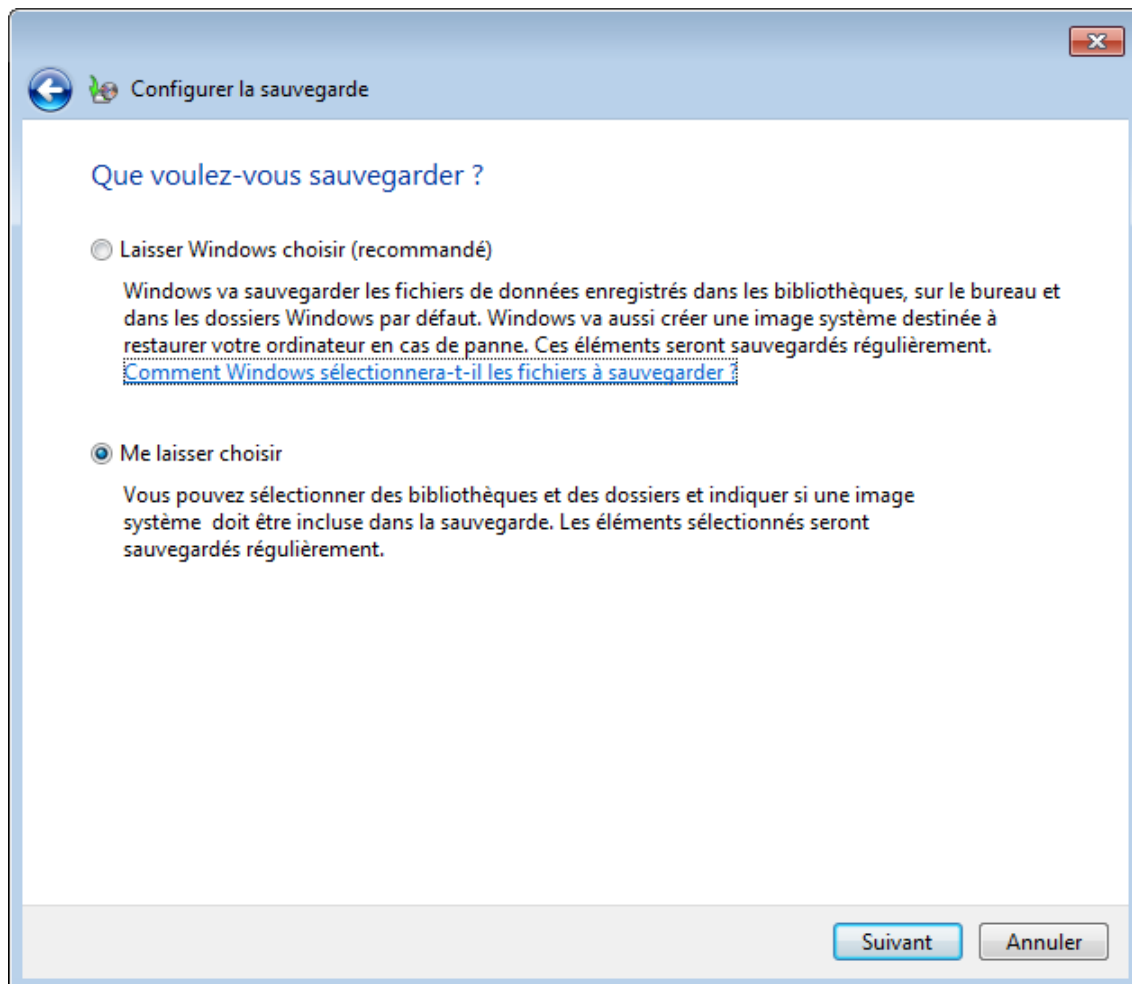 Configurer la sauvegarde
Que voulez-vous sauvegarder ?
Laisser Windows choisir (recommandé)
Windows va sauvegarder les fichiers de données enregistrés dans les bibliothèques, sur le bureau et
dans les dossiers Windows par défaut. Windows va aussi créer une image système destinée à
restaurer votre ordinateur en cas de panne. Ces éléments seront sauvegardés régulièrement.
Comment Windows sélectionnera-t-il les fichiers à sauvegarder ?
Me laisser choisir
Vous pouvez sélectionner des bibliothèques et des dossiers et indiquer si une image
système  doit être incluse dans la sauvegarde. Les éléments sélectionnés seront
sauvegardés régulièrement.
Suivant
Annuler